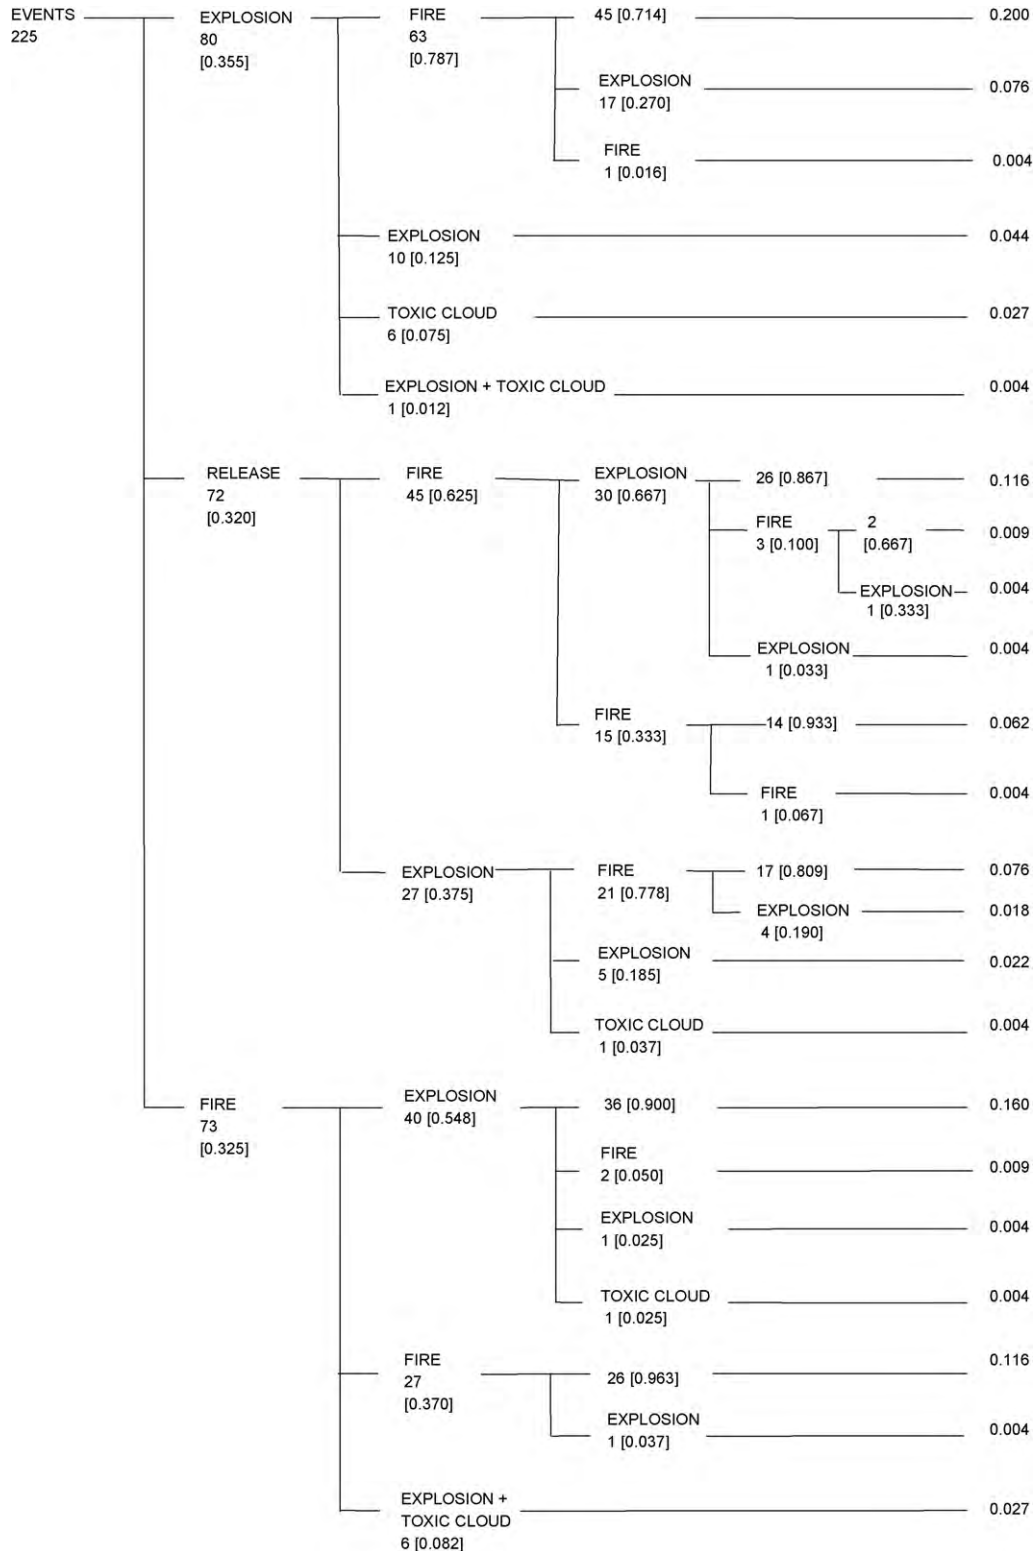 EVENTS
225
EXPLOSION
80
[0.355]
FIRE
63
[0.787]
45 [0.714]
0.200
EXPLOSION
17 [0.270]
0.076
FIRE
1 [0.016]
0.004
EXPLOSION
10 [0.125]
0.044
TOXIC CLOUD
6 [0.075]
0.027
EXPLOSION + TOXIC CLOUD
1 [0.012]
0.004
RELEASE
72
[0.320]
FIRE
45 [0.625]
EXPLOSION
30 [0.667]
26 [0.867]
0.116
FIRE
3 [0.100]
2
[0.667]
0.009
EXPLOSION
1 [0.333]
0.004
EXPLOSION
1 [0.033]
0.004
FIRE
15 [0.333]
14 [0.933]
0.062
FIRE
1 [0.067]
0.004
EXPLOSION
27 [0.375]
FIRE
21 [0.778]
17 [0.809]
0.076
EXPLOSION
4 [0.190]
0.018
EXPLOSION
5 [0.185]
0.022
TOXIC CLOUD
1 [0.037]
0.004
FIRE
73
[0.325]
EXPLOSION
40 [0.548]
36 [0.900]
0.160
FIRE
2 [0.050]
0.009
EXPLOSION
1 [0.025]
0.004
TOXIC CLOUD
1 [0.025]
0.004
FIRE
27
[0.370]
26 [0.963]
0.116
EXPLOSION
1 [0.037]
0.004
EXPLOSION +
TOXIC CLOUD
6 [0.082]
0.027